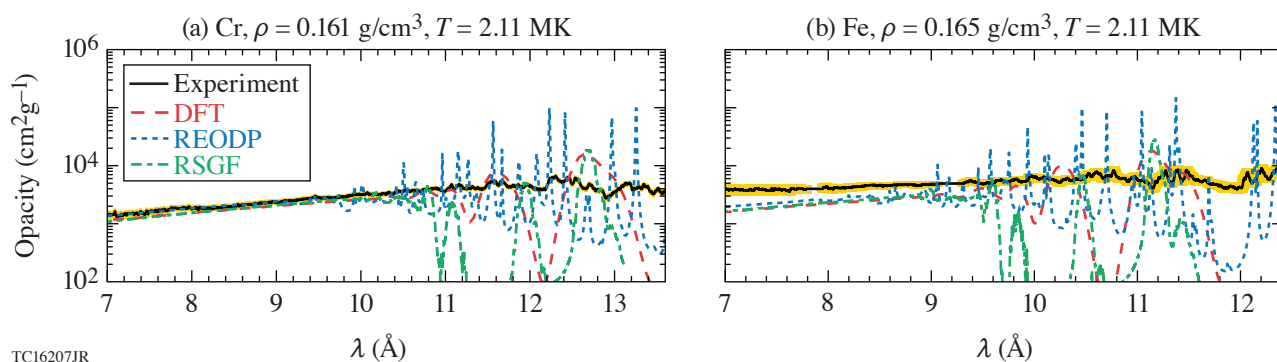 (a) Cr, ρ = 0.161 g/cm³, T = 2.11 MK
(b) Fe, ρ = 0.165 g/cm³, T = 2.11 MK
Opacity (cm²g⁻¹)
10⁶
10⁴
10²
Experiment
DFT
REODP
RSGF
7 8 9 10 11 12 13
7 8 9 10 11 12
λ (Å)
λ (Å)
TC16207JR